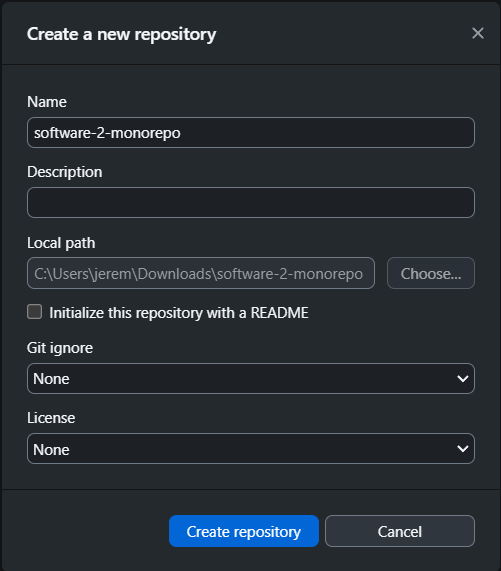 Create a new repository
Name
software-2-monorepo
Description
Local path
C:\Users\jerem\Downloads\software-2-monorepo
Choose...
Initialize this repository with a README
Git ignore
None
License
None
Create repository
Cancel